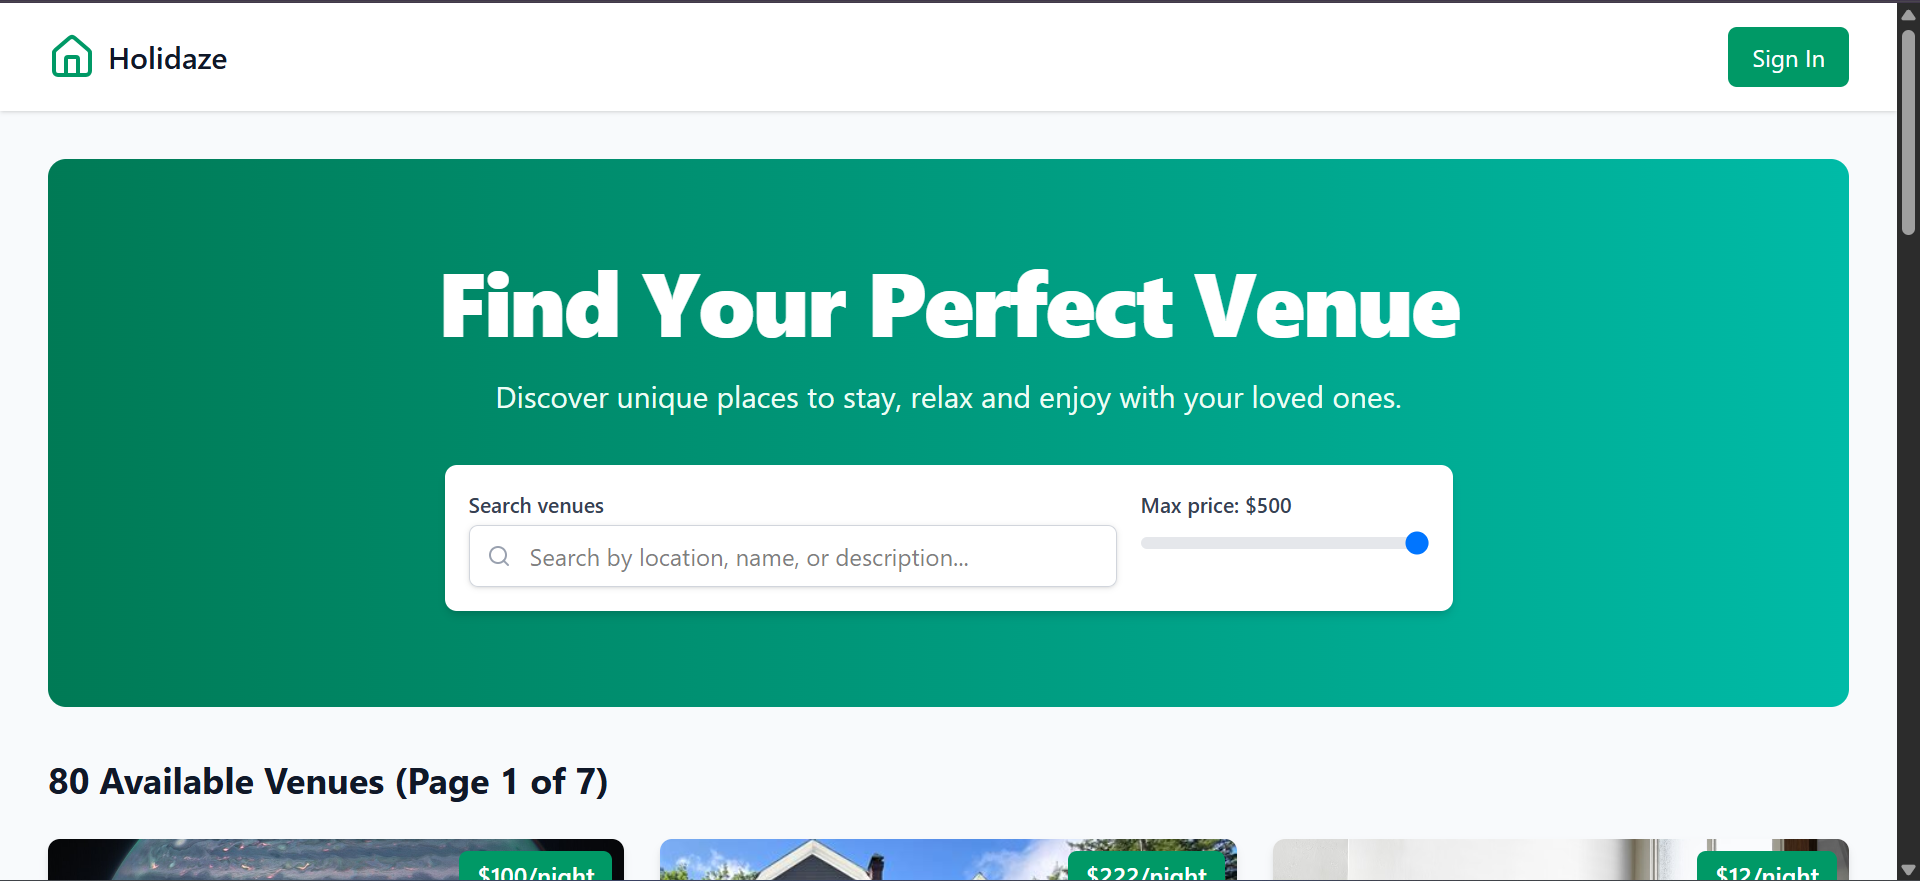 Holidaze
Sign In
Find Your Perfect Venue
Discover unique places to stay, relax and enjoy with your loved ones.
Search venues
Max price: $500
Search by location, name, or description...
80 Available Venues (Page 1 of 7)
$100/night
$222/night
$12/night